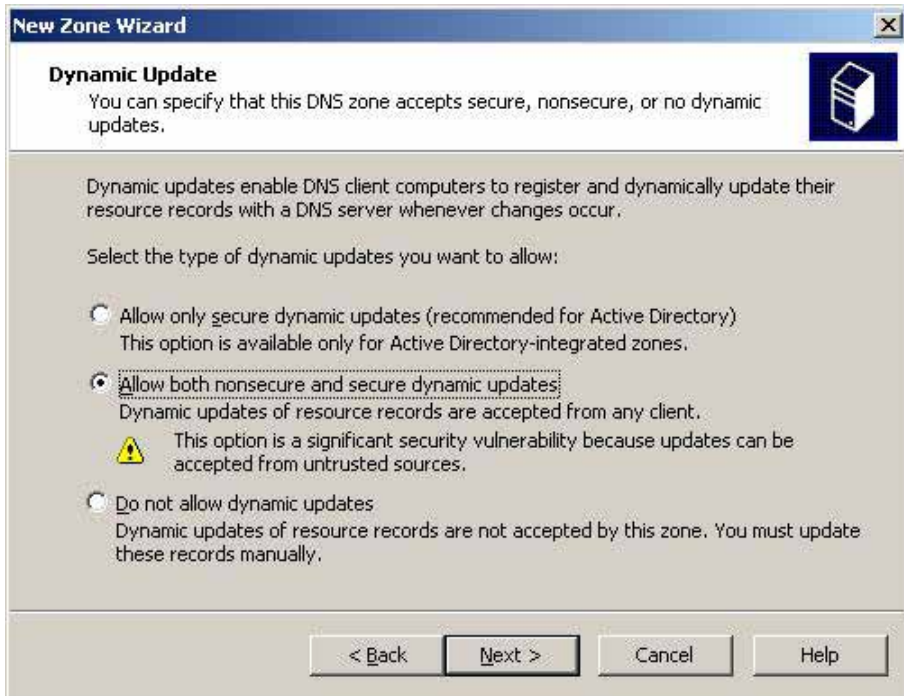 New Zone Wizard
Dynamic Update
You can specify that this DNS zone accepts secure, nonsecure, or no dynamic
updates.
Dynamic updates enable DNS client computers to register and dynamically update their
resource records with a DNS server whenever changes occur.
Select the type of dynamic updates you want to allow:
Allow only secure dynamic updates (recommended for Active Directory)
This option is available only for Active Directory-integrated zones.
Allow both nonsecure and secure dynamic updates
Dynamic updates of resource records are accepted from any client.
This option is a significant security vulnerability because updates can be
accepted from untrusted sources.
Do not allow dynamic updates
Dynamic updates of resource records are not accepted by this zone. You must update
these records manually.
< Back Next > Cancel Help